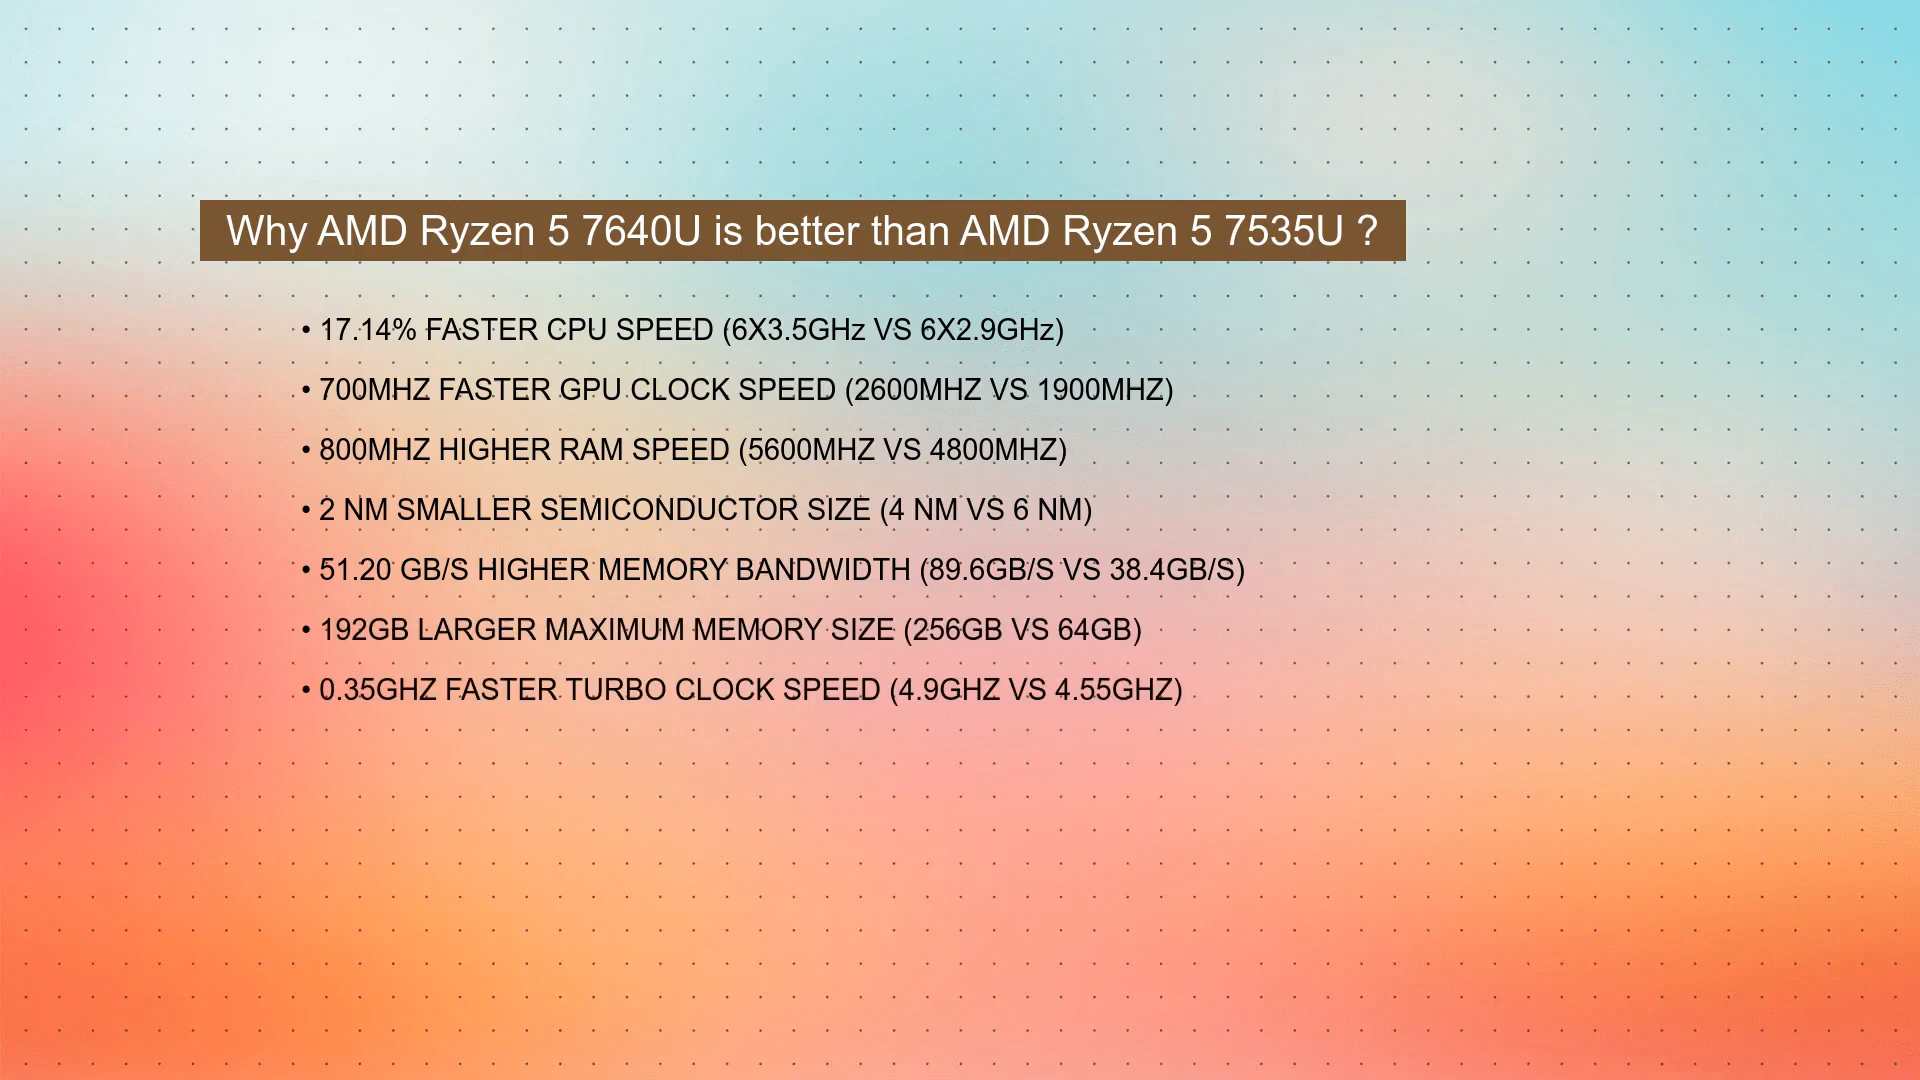 Why AMD Ryzen 5 7640U is better than AMD Ryzen 5 7535U ?
• 17.14% FASTER CPU SPEED (6X3.5GHz VS 6X2.9GHz)
• 700MHZ FASTER GPU CLOCK SPEED (2600MHZ VS 1900MHZ)
• 800MHZ HIGHER RAM SPEED (5600MHZ VS 4800MHZ)
• 2 NM SMALLER SEMICONDUCTOR SIZE (4 NM VS 6 NM)
• 51.20 GB/S HIGHER MEMORY BANDWIDTH (89.6GB/S VS 38.4GB/S)
• 192GB LARGER MAXIMUM MEMORY SIZE (256GB VS 64GB)
• 0.35GHZ FASTER TURBO CLOCK SPEED (4.9GHZ VS 4.55GHZ)